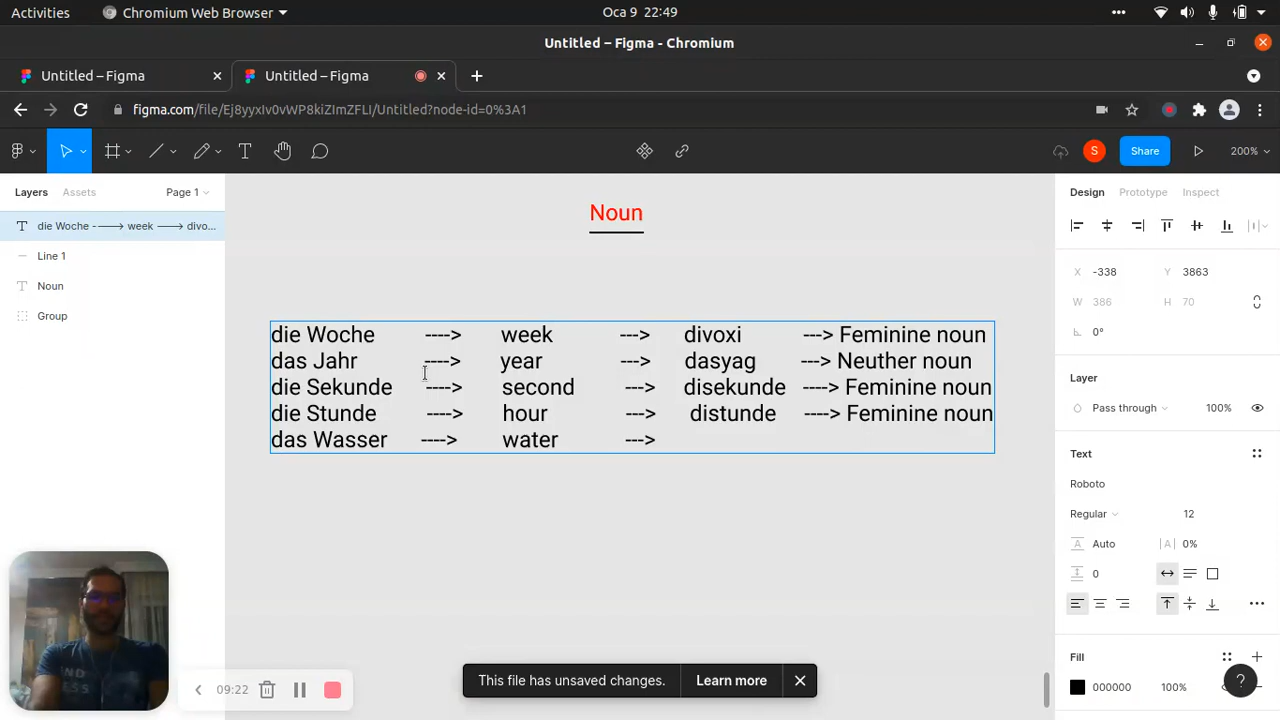 Activities Chromium Web Browser Oca 9 22:49
Untitled – Figma - Chromium
Untitled – Figma Untitled – Figma
figma.com/file/Ej8yyxIv0vWP8kiZImZFLI/Untitled?node-id=0%3A1
S Share 200%
Layers Assets Page 1
die Woche ----> week ---> divo...
Line 1
Noun
Group
Noun
die Woche ----> week ---> divoxi ---> Feminine noun
das Jahr ----> year ---> dasyag ---> Neuther noun
die Sekunde ----> second ---> disekunde ----> Feminine noun
die Stunde ----> hour ---> distunde ----> Feminine noun
das Wasser ----> water --->
Design Prototype Inspect
X -338 Y 3863
W 386 H 70
0°
Layer
Pass through 100%
Text
Roboto
Regular 12
Auto 0%
0
Fill
000000 100%
09:22
This file has unsaved changes. Learn more
?